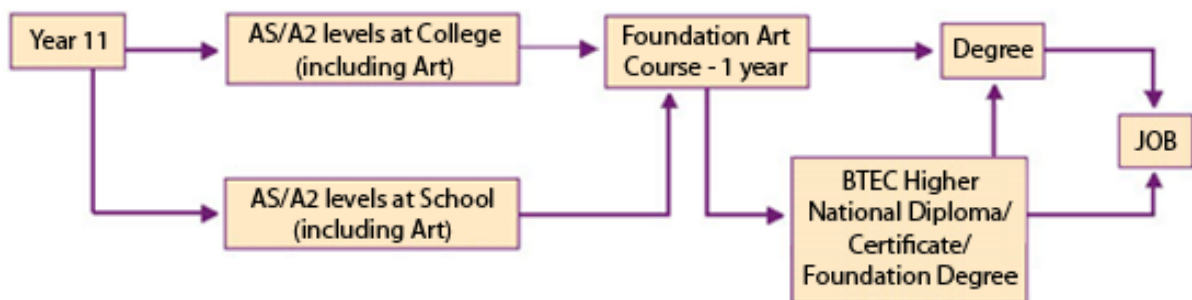 Year 11
AS/A2 levels at College
(including Art)
Foundation Art
Course - 1 year
Degree
JOB
AS/A2 levels at School
(including Art)
BTEC Higher
National Diploma/
Certificate/
Foundation Degree